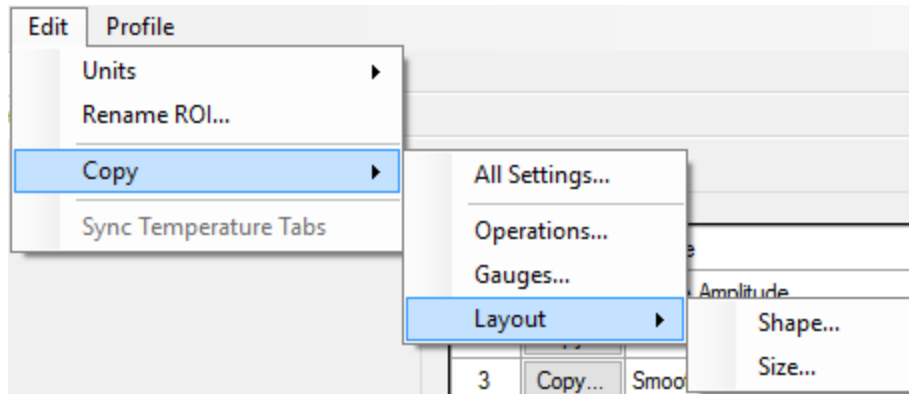 Edit Profile
Units
Rename ROI...
Copy
All Settings...
Sync Temperature Tabs
Operations...
Gauges...
Amplitude
Layout
Shape...
Size...
3 Copy... Smoo